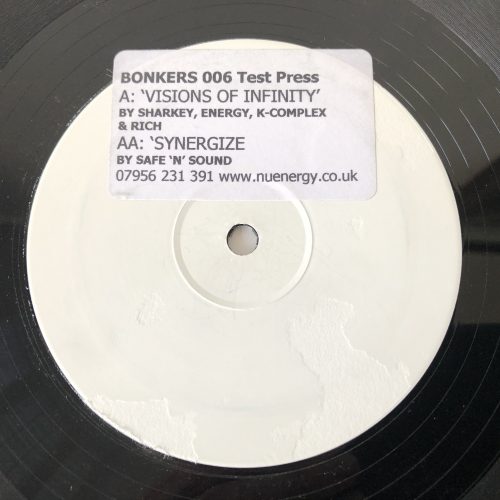 BONKERS 006 Test Press
A: ‘VISIONS OF INFINITY’
BY SHARKEY, ENERGY, K-COMPLEX
& RICH
AA: ‘SYNERGIZE
BY SAFE ‘N’ SOUND
07956 231 391 www.nuenergy.co.uk